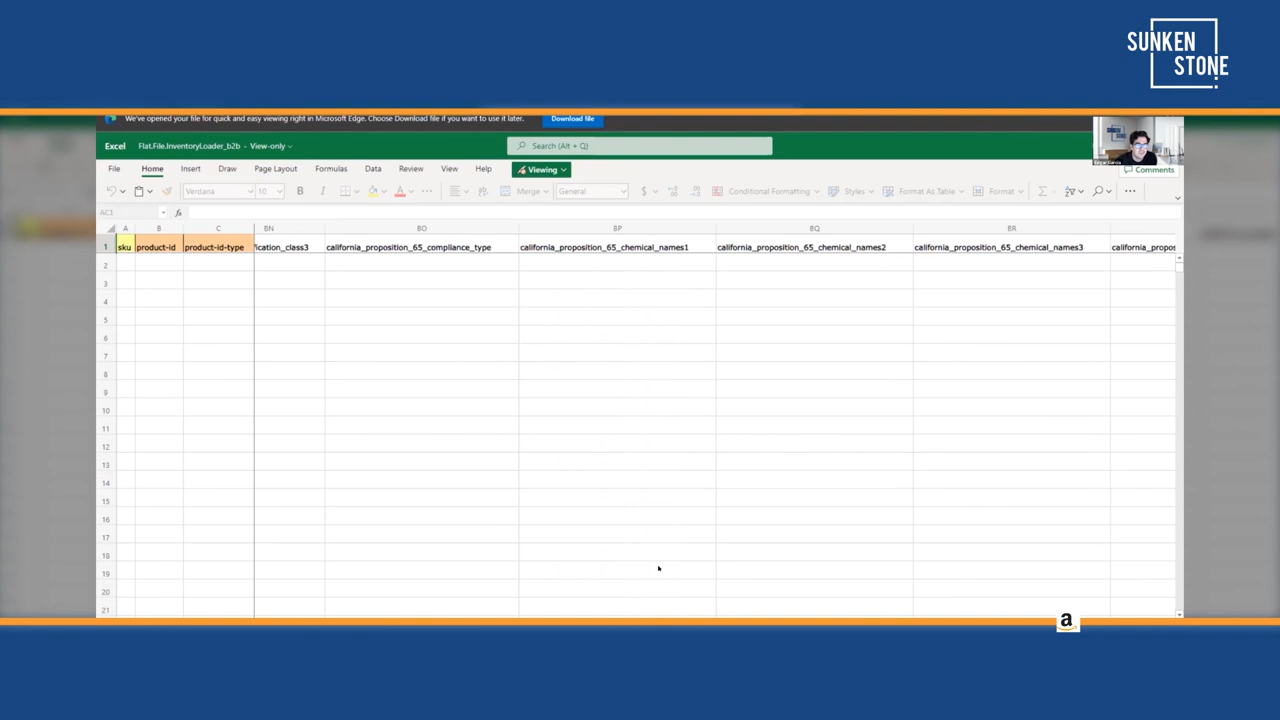 SUNKEN
STONE
We've opened your file for quick and easy viewing right in Microsoft Edge. Choose Download file if you want to use it later.
Download file
Excel
Flat.File.InventoryLoader_b2b - View-only
Search (Alt + Q)
File Home Insert Draw Page Layout Formulas Data Review View Help Viewing
Comments
Verdana 10 B Merge General $ Conditional Formatting Styles Format As Table Format
AC1 fx
A B C BN BO BP BQ BR
1 sku product-id product-id-type ication_class3 california_proposition_65_compliance_type california_proposition_65_chemical_names1 california_proposition_65_chemical_names2 california_proposition_65_chemical_names3 california_propos
2
3
4
5
6
7
8
9
10
11
12
13
14
15
16
17
18
19
20
21
a